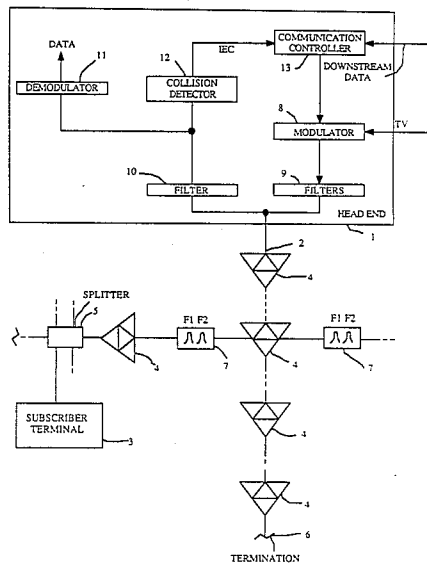 DATA
11
DEMODULATOR
12
COLLISION
DETECTOR
IEC
COMMUNICATION
CONTROLLER
13
DOWNSTREAM
DATA
8
MODULATOR
TV
10
FILTER
9
FILTERS
HEAD END
1
2
4
SPLITTER
5
F1 F2
F1 F2
4
7
4
7
SUBSCRIBER
TERMINAL
3
4
4
6
TERMINATION